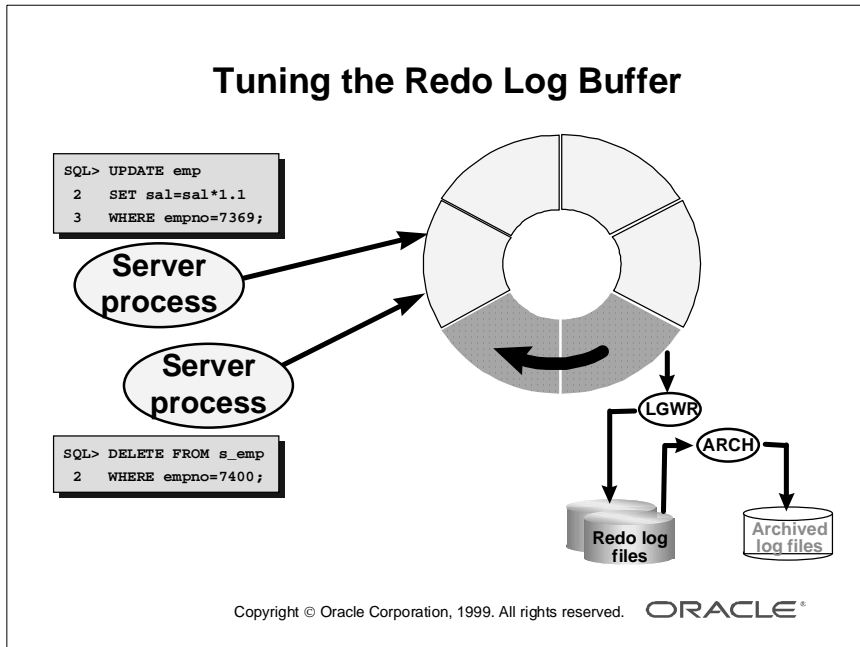 Tuning the Redo Log Buffer
SQL> UPDATE emp
2 SET sal=sal*1.1
3 WHERE empno=7369;
Server
process
Server
process
SQL> DELETE FROM s_emp
2 WHERE empno=7400;
LGWR
ARCH
Redo log
files
Archived
log files
Copyright © Oracle Corporation, 1999. All rights reserved.
ORACLE®